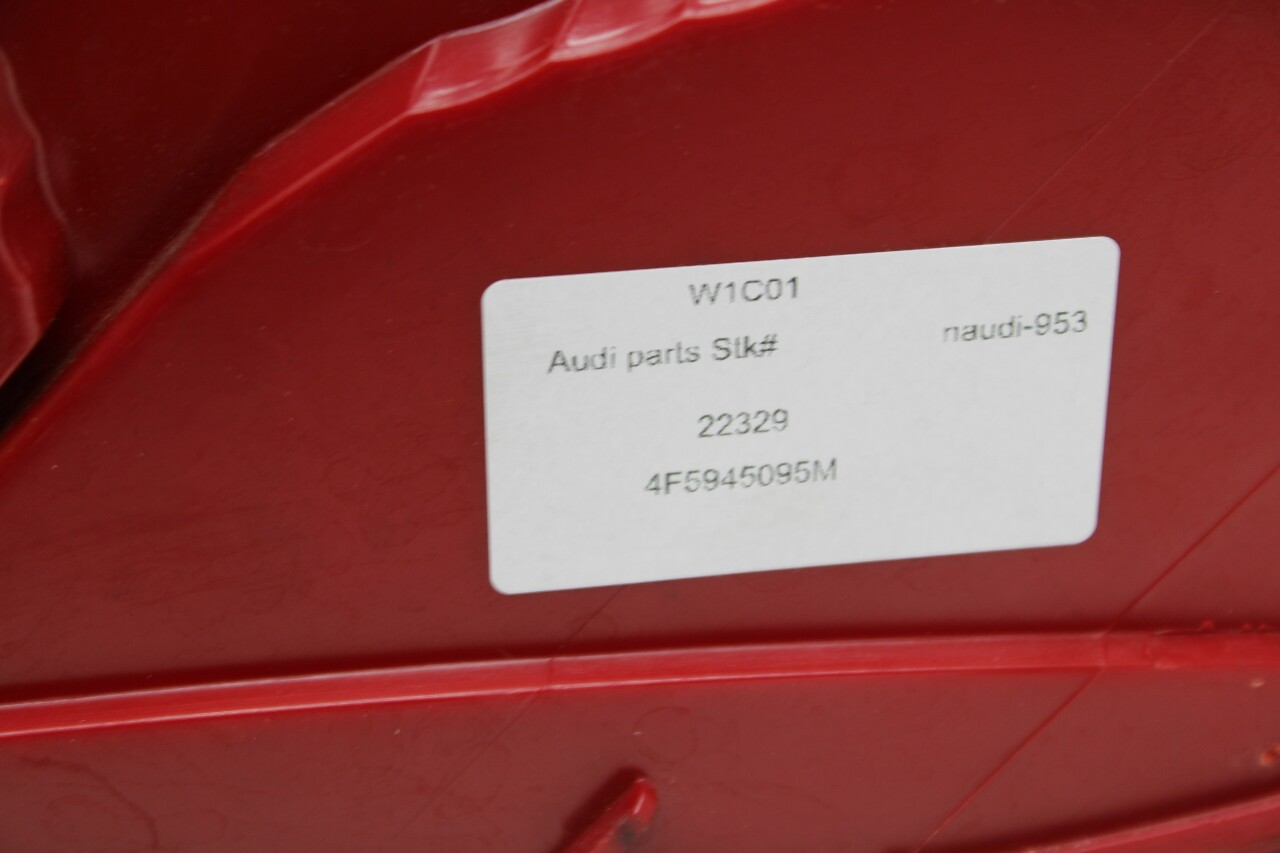 W1C01
Audi parts Stk# naudi-953
22329
4F5945095M